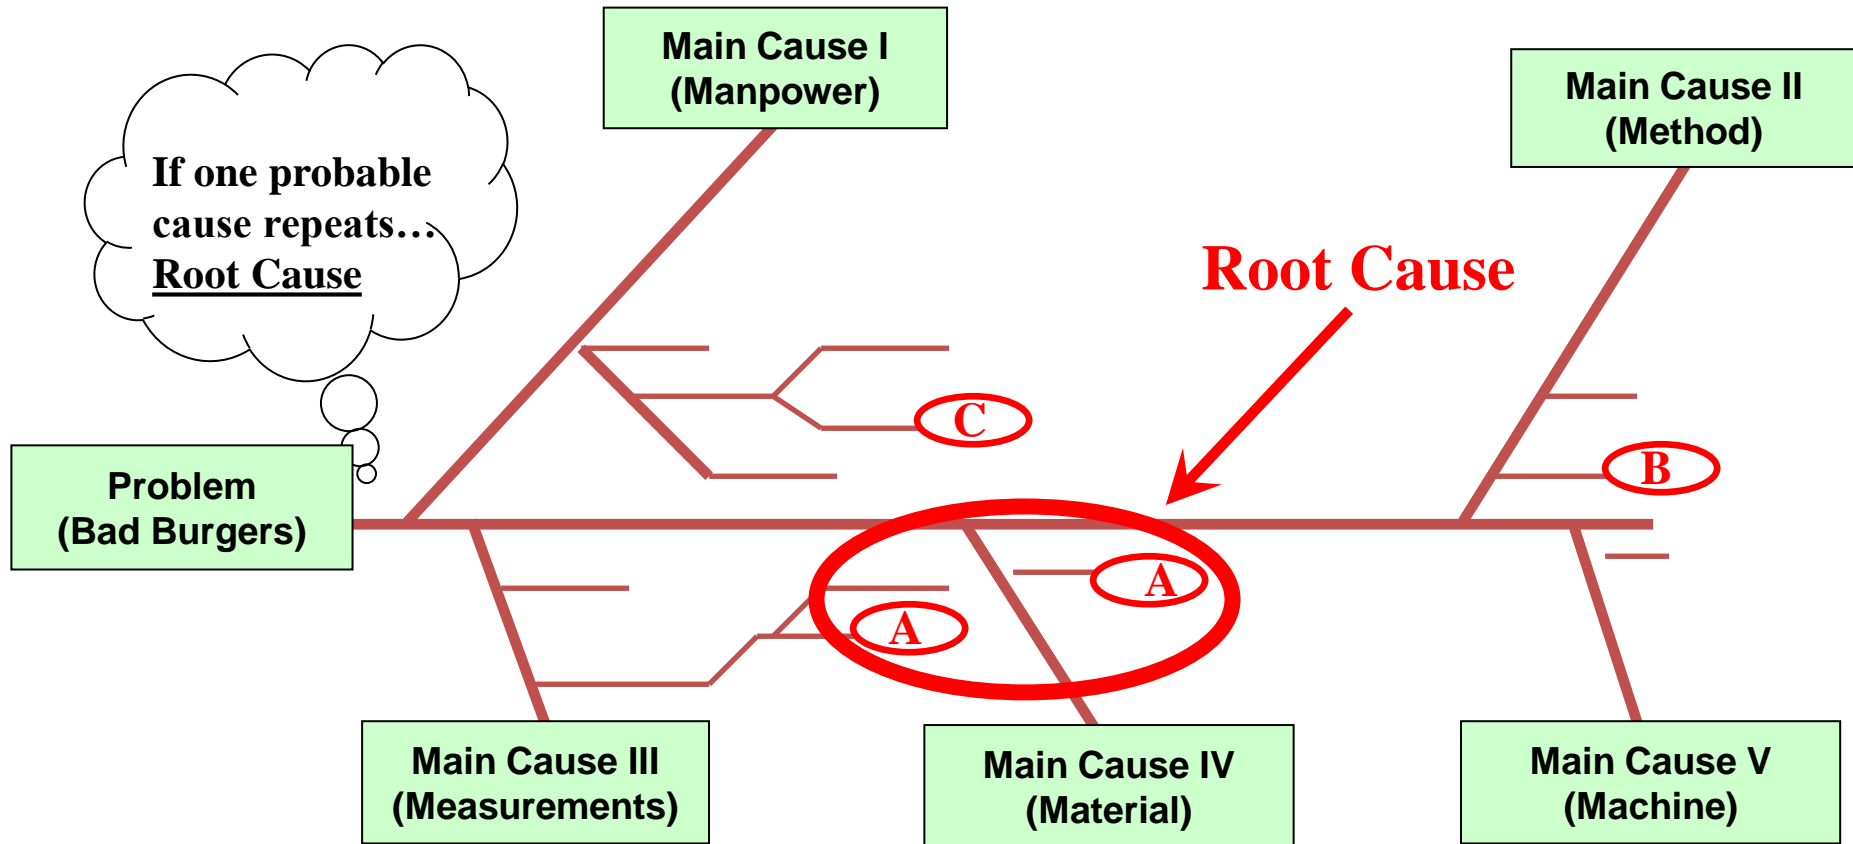 Main Cause I
(Manpower)
Main Cause II
(Method)
If one probable
cause repeats…
Root Cause
Root Cause
C
B
Problem
(Bad Burgers)
A
A
Main Cause III
(Measurements)
Main Cause IV
(Material)
Main Cause V
(Machine)